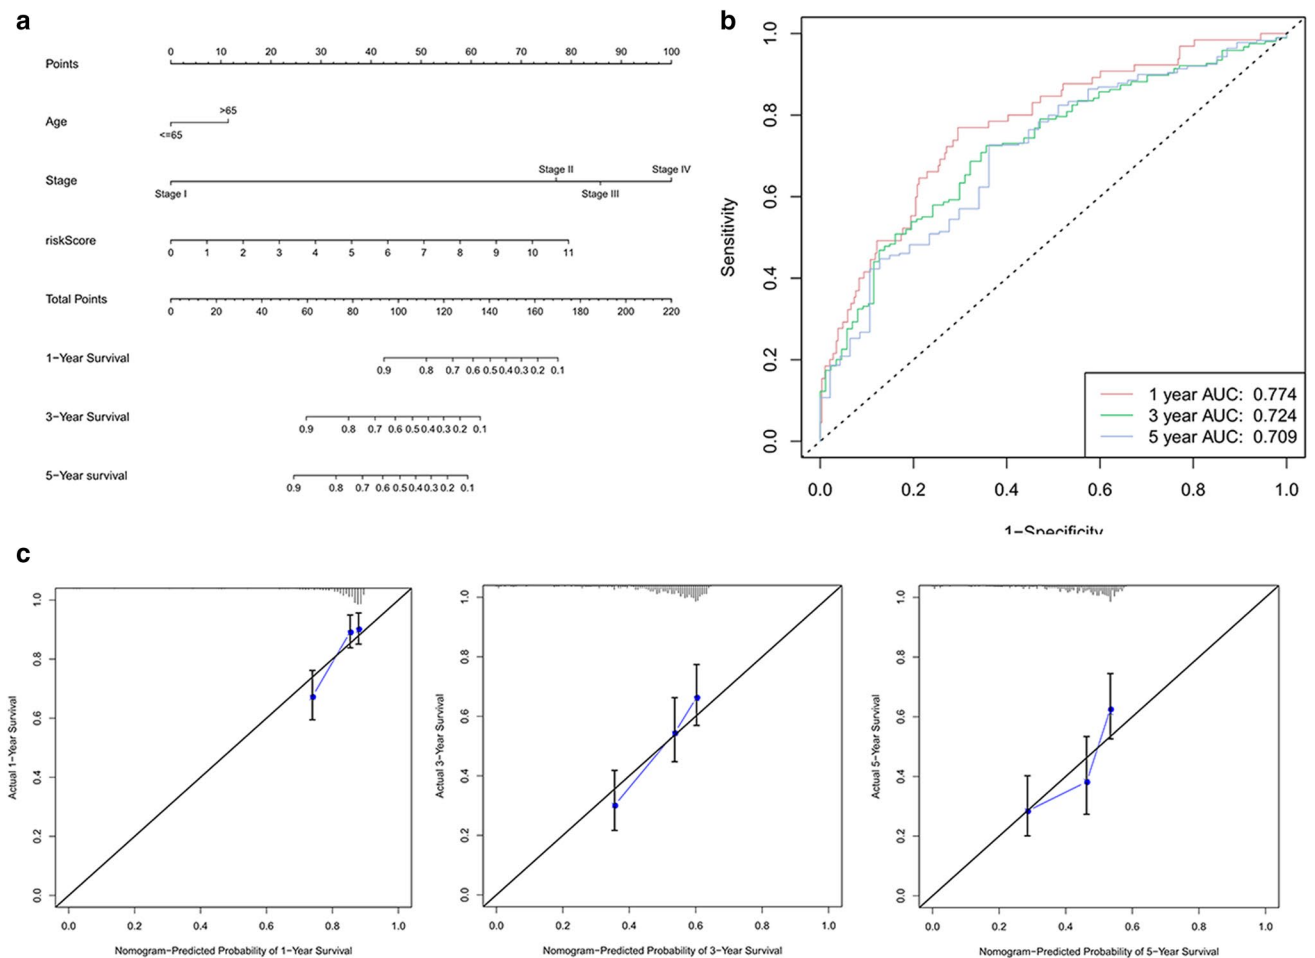 a
Points
0 10 20 30 40 50 60 70 80 90 100
Age
>65
<=65
Stage
Stage II Stage IV
Stage I Stage III
riskScore
0 1 2 3 4 5 6 7 8 9 10 11
Total Points
0 20 40 60 80 100 120 140 160 180 200 220
1−Year Survival
0.9 0.8 0.7 0.6 0.5 0.4 0.3 0.2 0.1
3−Year Survival
0.9 0.8 0.7 0.6 0.5 0.4 0.3 0.2 0.1
5−Year survival
0.9 0.8 0.7 0.6 0.5 0.4 0.3 0.2 0.1
b
Sensitivity
1.0
0.8
0.6
0.4
0.2
0.0
1 year AUC: 0.774
3 year AUC: 0.724
5 year AUC: 0.709
0.0 0.2 0.4 0.6 0.8 1.0
1−Specificity
c
Actual 1−Year Survival
1.0
0.8
0.6
0.4
0.2
0.0
0.0 0.2 0.4 0.6 0.8 1.0
Nomogram−Predicted Probability of 1−Year Survival
Actual 3−Year Survival
1.0
0.8
0.6
0.4
0.2
0.0
0.0 0.2 0.4 0.6 0.8 1.0
Nomogram−Predicted Probability of 3−Year Survival
Actual 5−Year Survival
1.0
0.8
0.6
0.4
0.2
0.0
0.0 0.2 0.4 0.6 0.8 1.0
Nomogram−Predicted Probability of 5−Year Survival